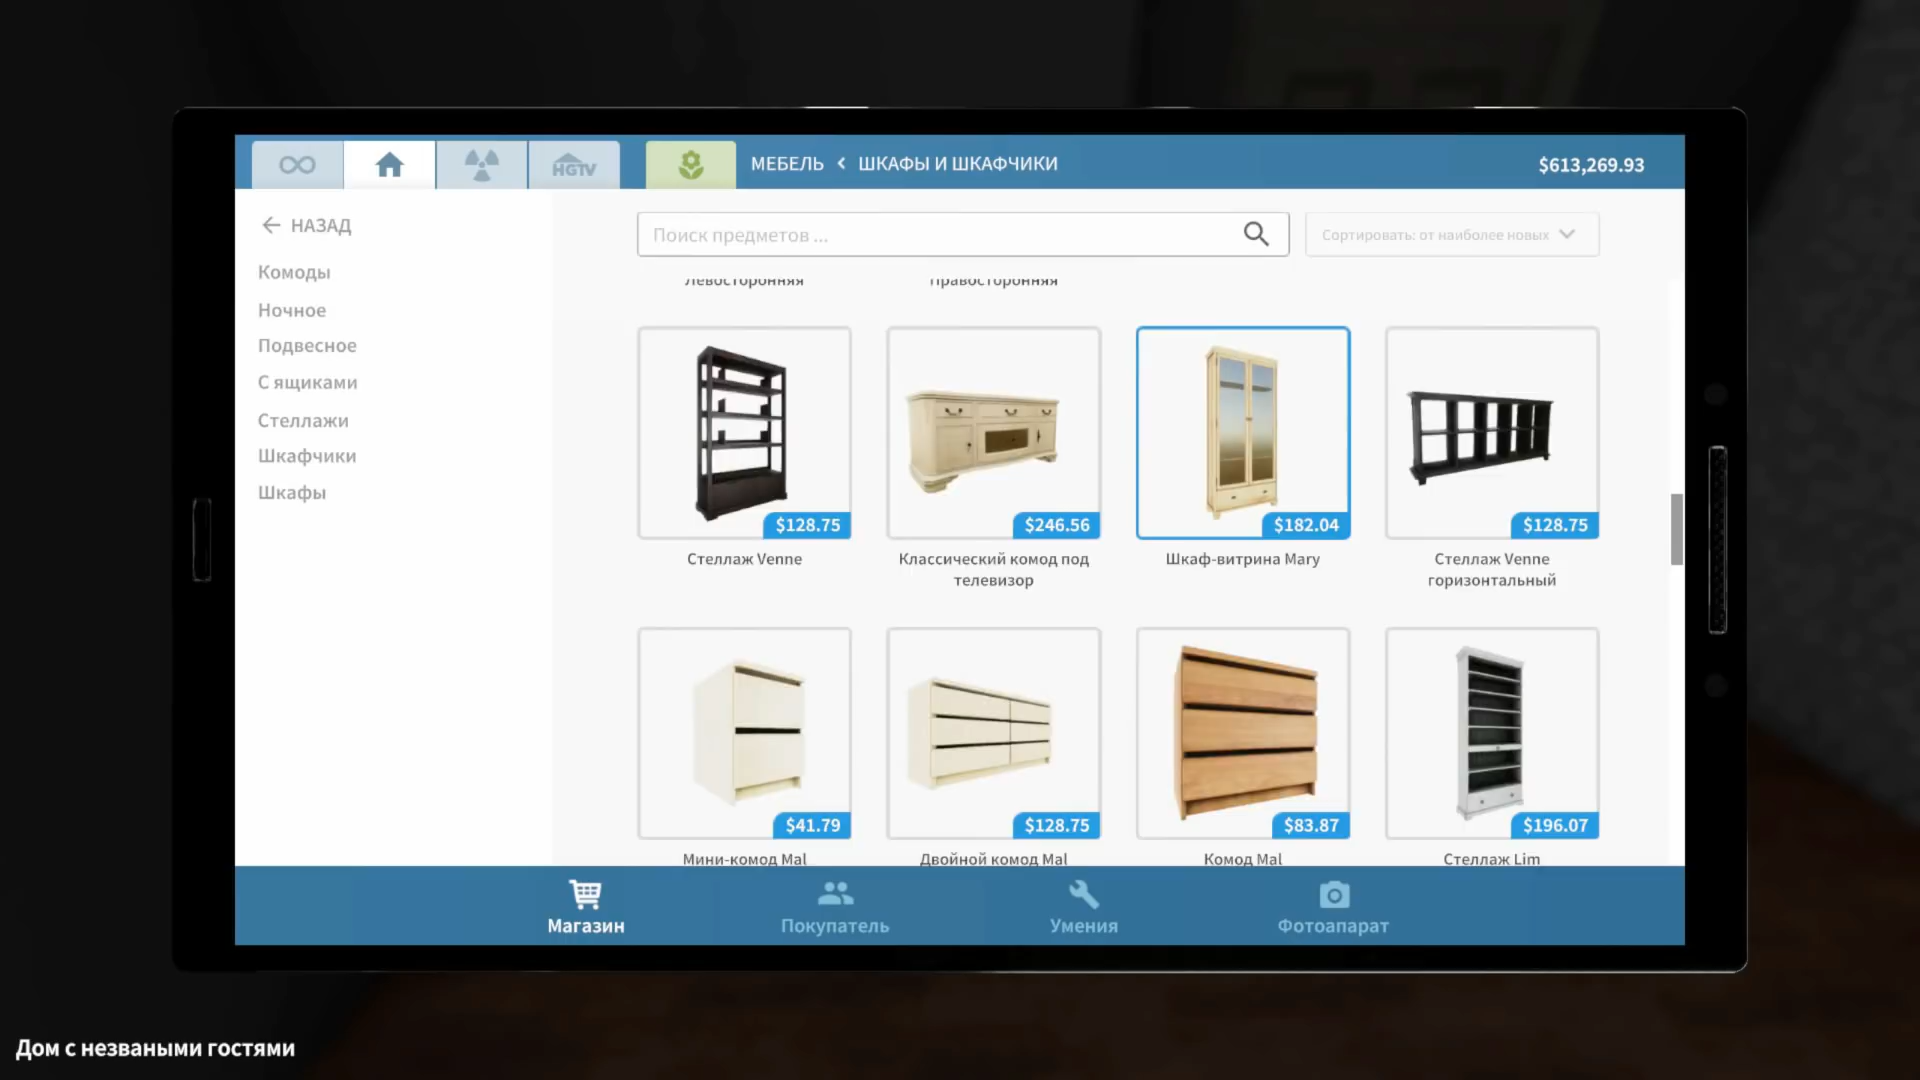 HGTV
МЕБЕЛЬ < ШКАФЫ И ШКАФЧИКИ
$613,269.93
НАЗАД
Поиск предметов ...
Сортировать: от наиболее новых
Комоды
Ночное
Подвесное
С ящиками
Стеллажи
Шкафчики
Шкафы
Левосторонняя
Правосторонняя
$128.75
$246.56
$182.04
$128.75
Стеллаж Venne
Классический комод под
телевизор
Шкаф-витрина Mary
Стеллаж Venne
горизонтальный
$41.79
$128.75
$83.87
$196.07
Мини-комод Mal
Двойной комод Mal
Комод Mal
Стеллаж Lim
Магазин
Покупатель
Умения
Фотоапарат
Дом с незваными гостями